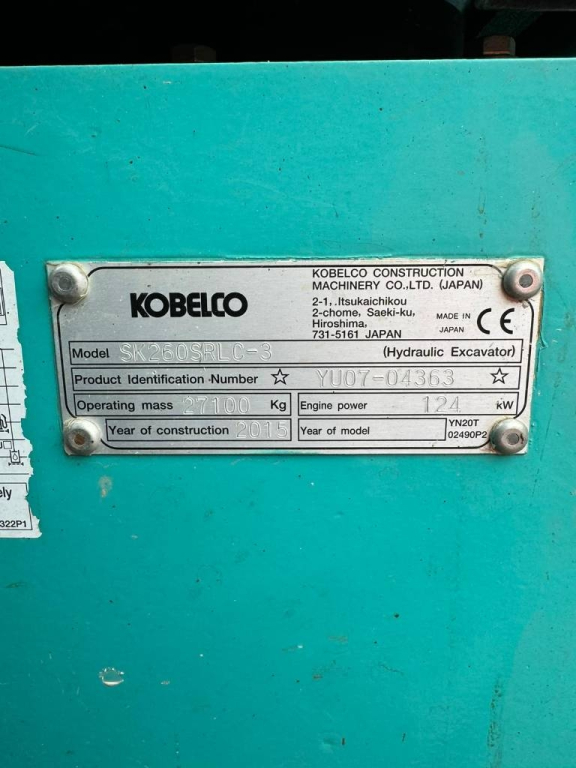 KOBELCO
KOBELCO CONSTRUCTION
MACHINERY CO.,LTD. (JAPAN)
2-1,.Itsukaichikou
2-chome, Saeki-ku,
Hiroshima,
731-5161 JAPAN
MADE IN
JAPAN
CE
Model SK260SRLC-3 (Hydraulic Excavator)
Product Identification Number ☆ YU07-04363 ☆
Operating mass 27100 Kg
Engine power 124 kW
Year of construction 2015
Year of model
YN20T
02490P2
ely
322P1